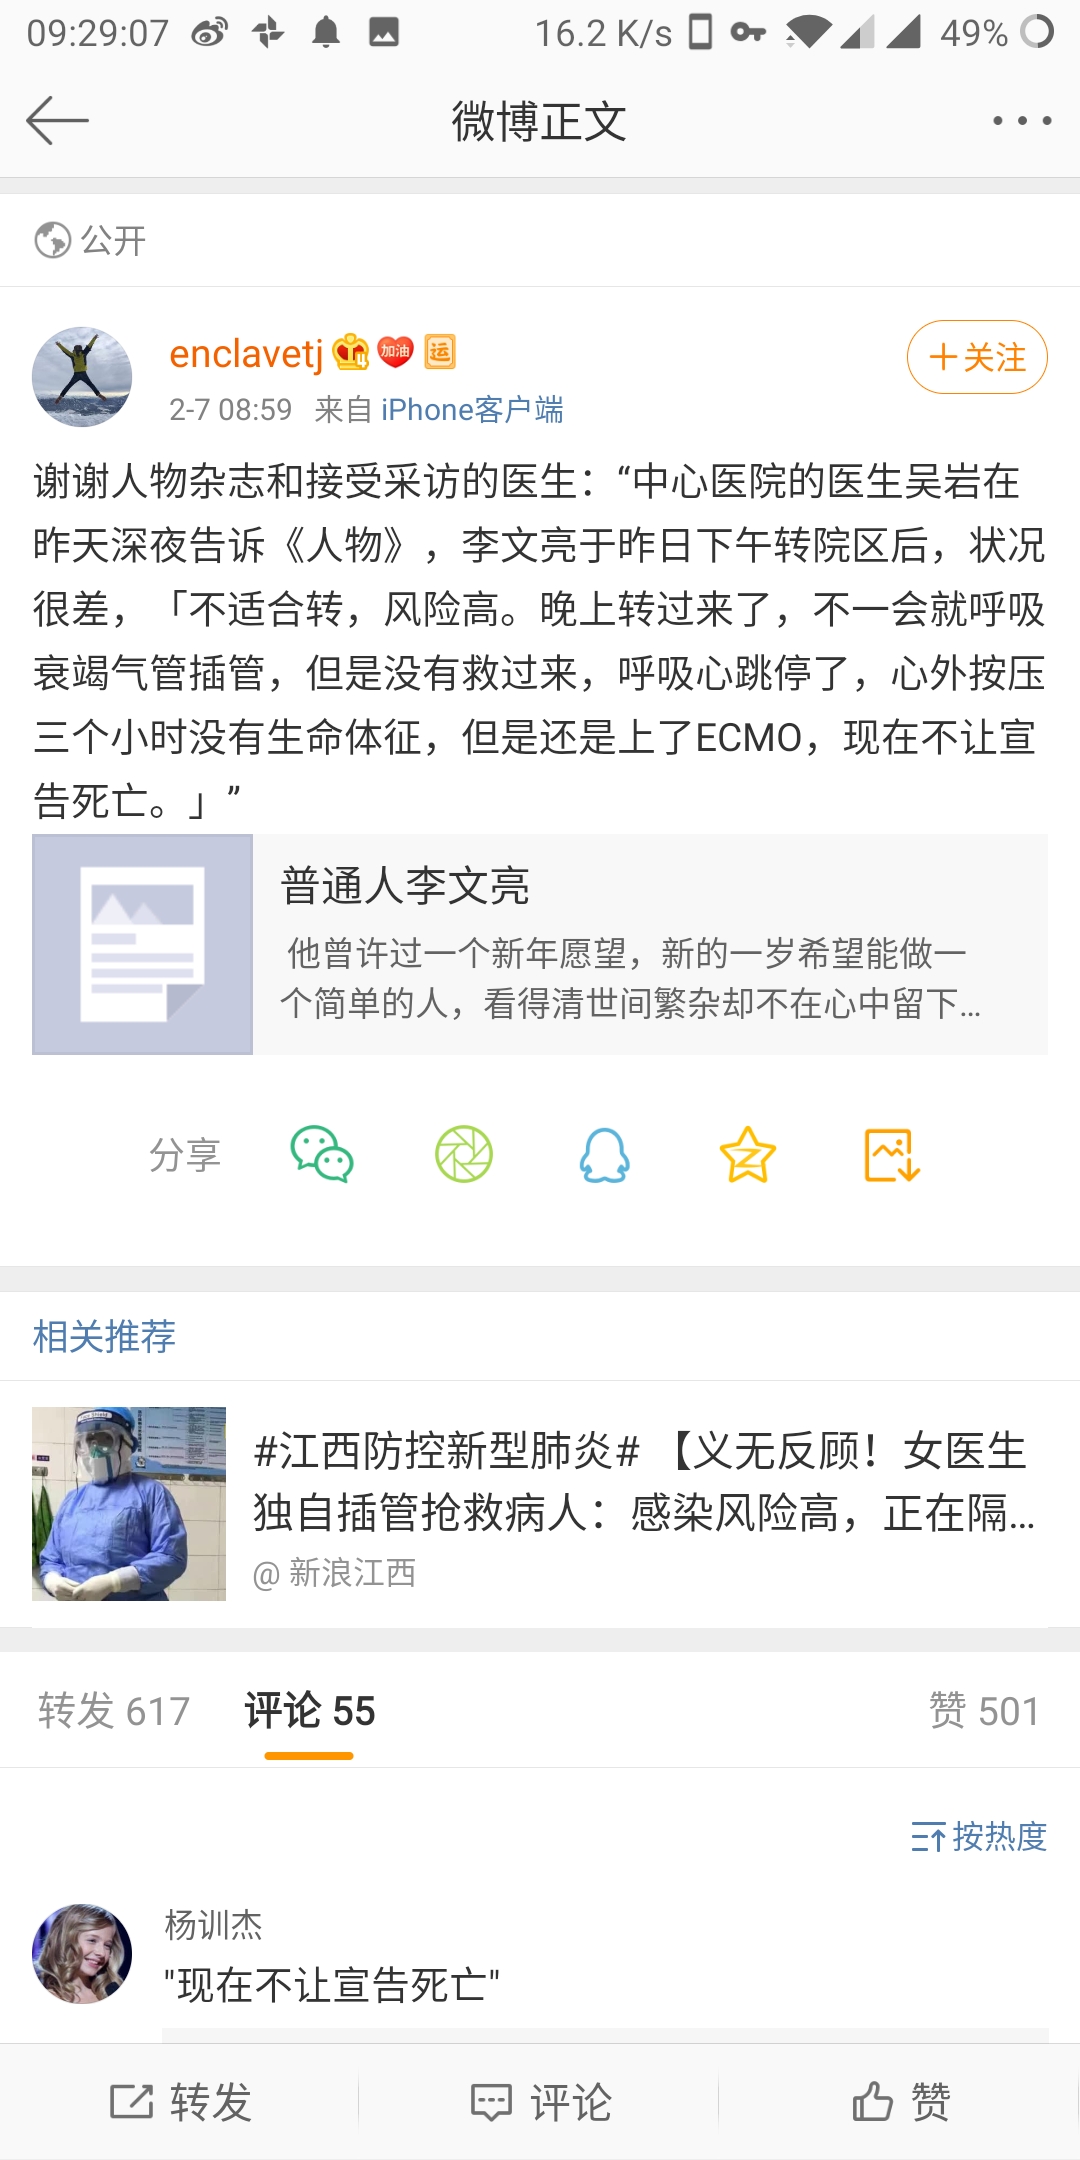 09:29:07 16.2 K/s 49%
微博正文
公开
enclavetj 4 加油 运
+关注
2-7 08:59 来自 iPhone客户端
谢谢人物杂志和接受采访的医生：“中心医院的医生吴岩在
昨天深夜告诉《人物》，李文亮于昨日下午转院区后，状况
很差，「不适合转，风险高。晚上转过来了，不一会就呼吸
衰竭气管插管，但是没有救过来，呼吸心跳停了，心外按压
三个小时没有生命体征，但是还是上了ECMO，现在不让宣
告死亡。」”
普通人李文亮
他曾许过一个新年愿望，新的一岁希望能做一
个简单的人，看得清世间繁杂却不在心中留下...
分享
相关推荐
#江西防控新型肺炎# 【义无反顾！女医生
独自插管抢救病人：感染风险高，正在隔...
@ 新浪江西
转发 617 评论 55 赞 501
按热度
杨训杰
"现在不让宣告死亡"
转发 评论 赞